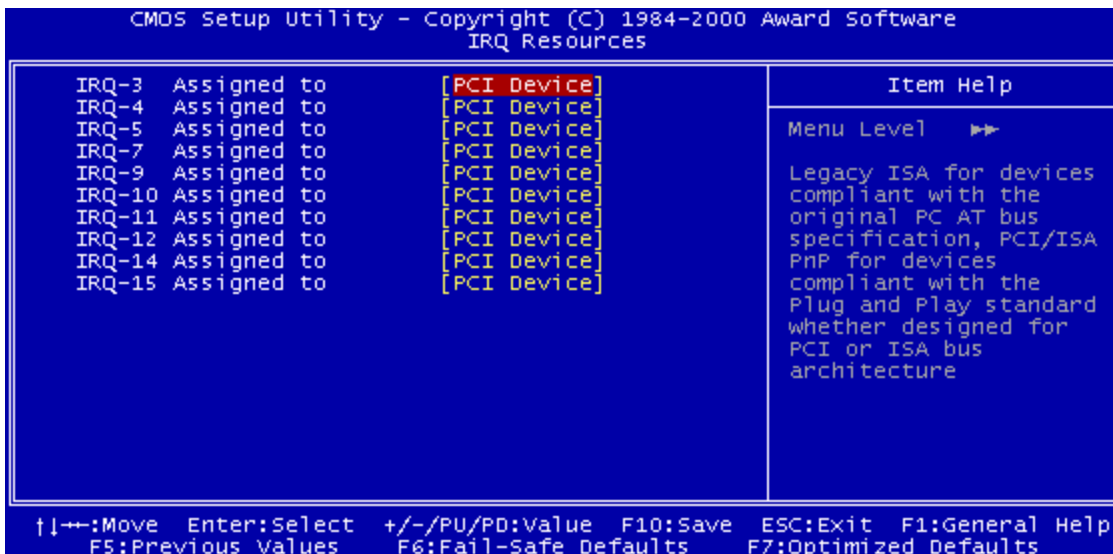 CMOS Setup Utility - Copyright (C) 1984-2000 Award Software
IRQ Resources
IRQ-3 Assigned to [PCI Device]
IRQ-4 Assigned to [PCI Device]
IRQ-5 Assigned to [PCI Device]
IRQ-7 Assigned to [PCI Device]
IRQ-9 Assigned to [PCI Device]
IRQ-10 Assigned to [PCI Device]
IRQ-11 Assigned to [PCI Device]
IRQ-12 Assigned to [PCI Device]
IRQ-14 Assigned to [PCI Device]
IRQ-15 Assigned to [PCI Device]
Item Help
Menu Level ►►
Legacy ISA for devices
compliant with the
original PC AT bus
specification, PCI/ISA
PnP for devices
compliant with the
Plug and Play standard
whether designed for
PCI or ISA bus
architecture
↑↓→←:Move Enter:Select +/-/PU/PD:Value F10:Save ESC:Exit F1:General Help
F5:Previous Values F6:Fail-Safe Defaults F7:Optimized Defaults